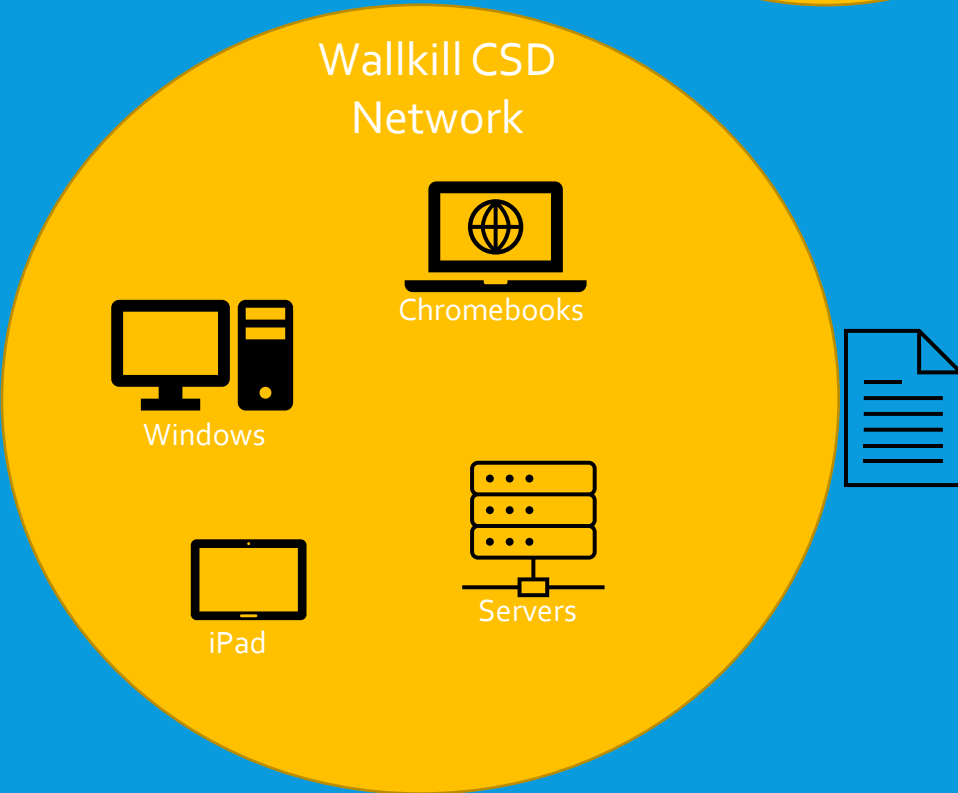 Wallkill CSD
Network
Chromebooks
Windows
Servers
iPad